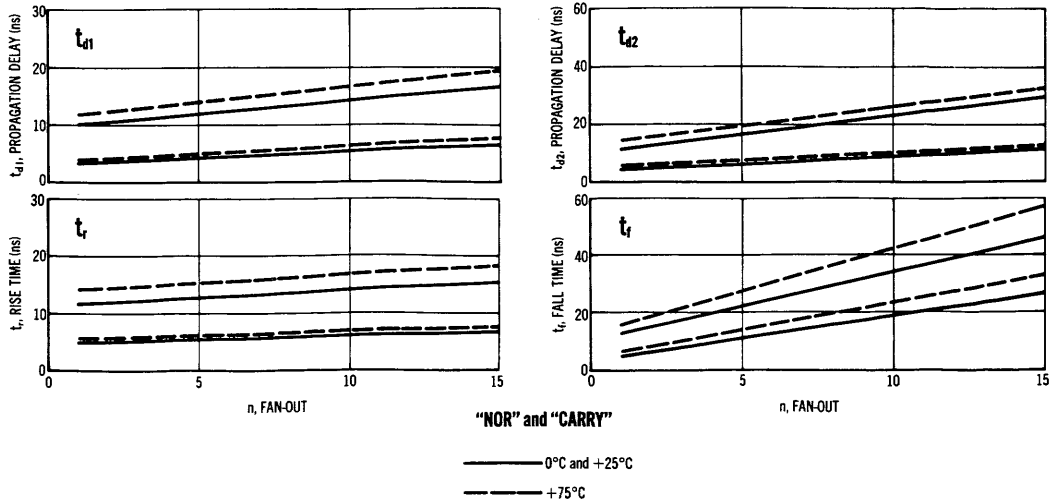 t_d1
t_d1, PROPAGATION DELAY (ns)
30
20
10
0
t_d2
t_d2, PROPAGATION DELAY (ns)
60
40
20
0
t_r
t_r, RISE TIME (ns)
30
20
10
0
0
5
10
15
n, FAN-OUT
t_f
t_f, FALL TIME (ns)
60
40
20
0
0
5
10
15
n, FAN-OUT
"NOR" and "CARRY"
0°C and +25°C
+75°C